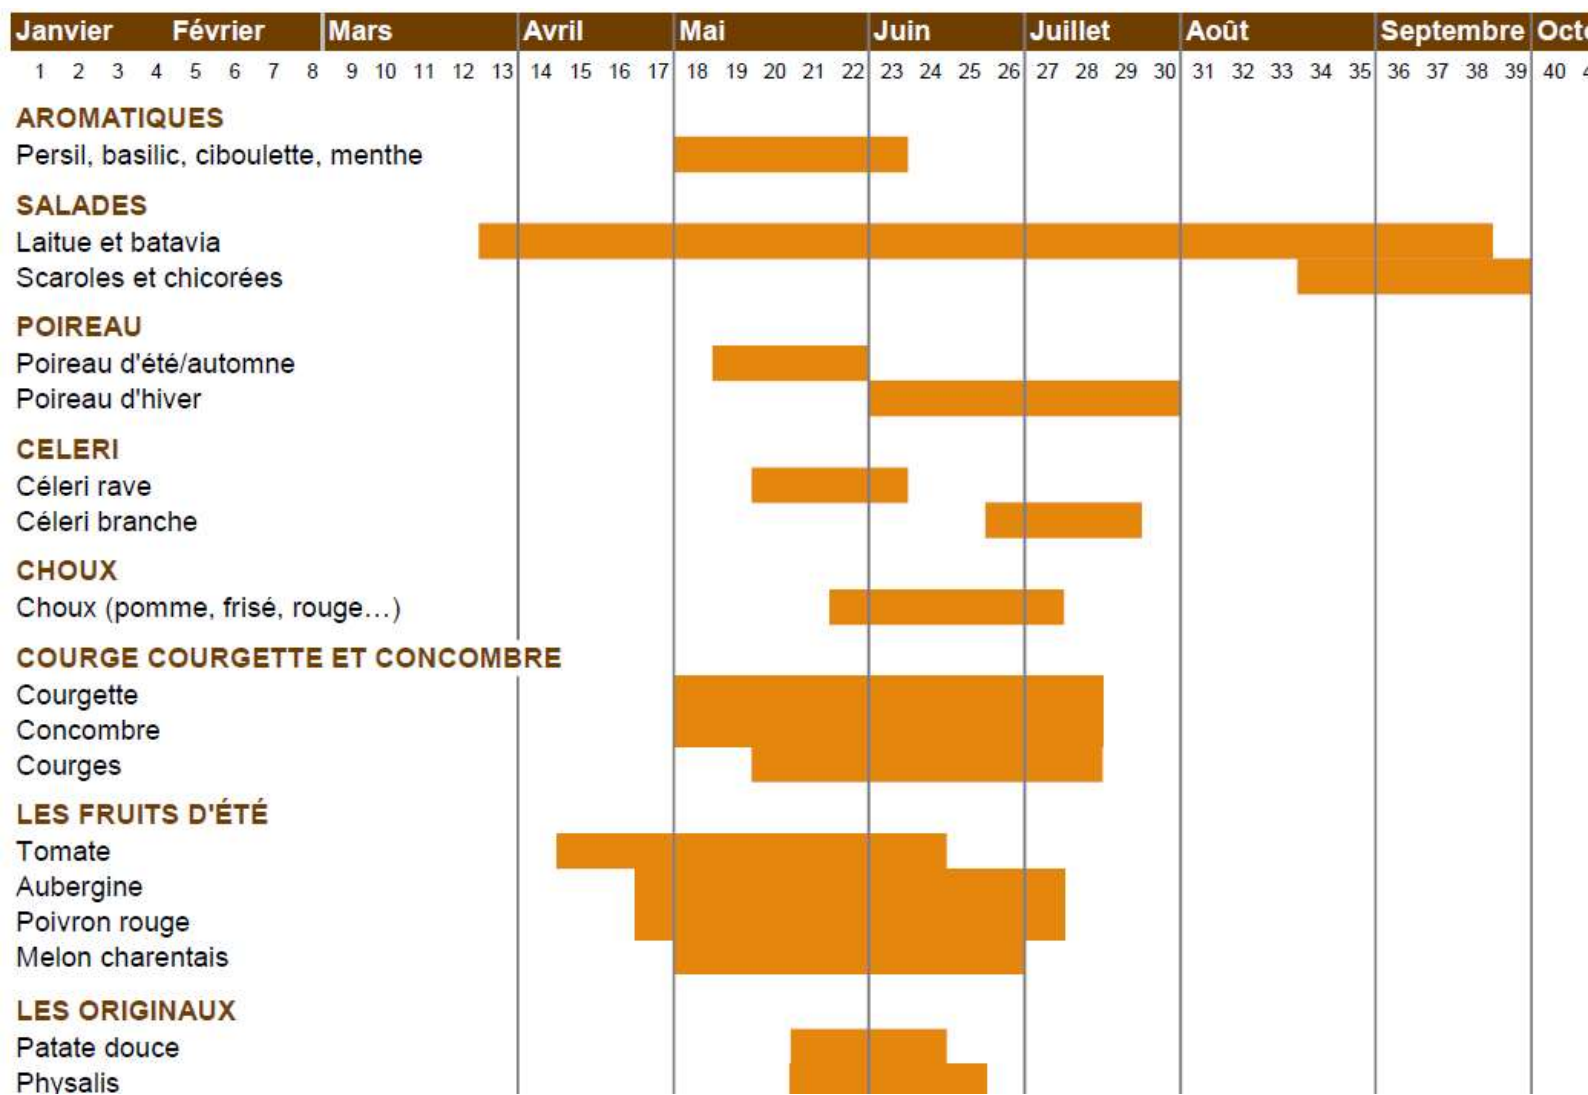 Janvier Février Mars Avril Mai Juin Juillet Août Septembre Octo
1 2 3 4 5 6 7 8 9 10 11 12 13 14 15 16 17 18 19 20 21 22 23 24 25 26 27 28 29 30 31 32 33 34 35 36 37 38 39 40 4
AROMATIQUES
Persil, basilic, ciboulette, menthe
SALADES
Laitue et batavia
Scaroles et chicorées
POIREAU
Poireau d'été/automne
Poireau d'hiver
CELERI
Céleri rave
Céleri branche
CHOUX
Choux (pomme, frisé, rouge…)
COURGE COURGETTE ET CONCOMBRE
Courgette
Concombre
Courges
LES FRUITS D'ÉTÉ
Tomate
Aubergine
Poivron rouge
Melon charentais
LES ORIGINAUX
Patate douce
Physalis